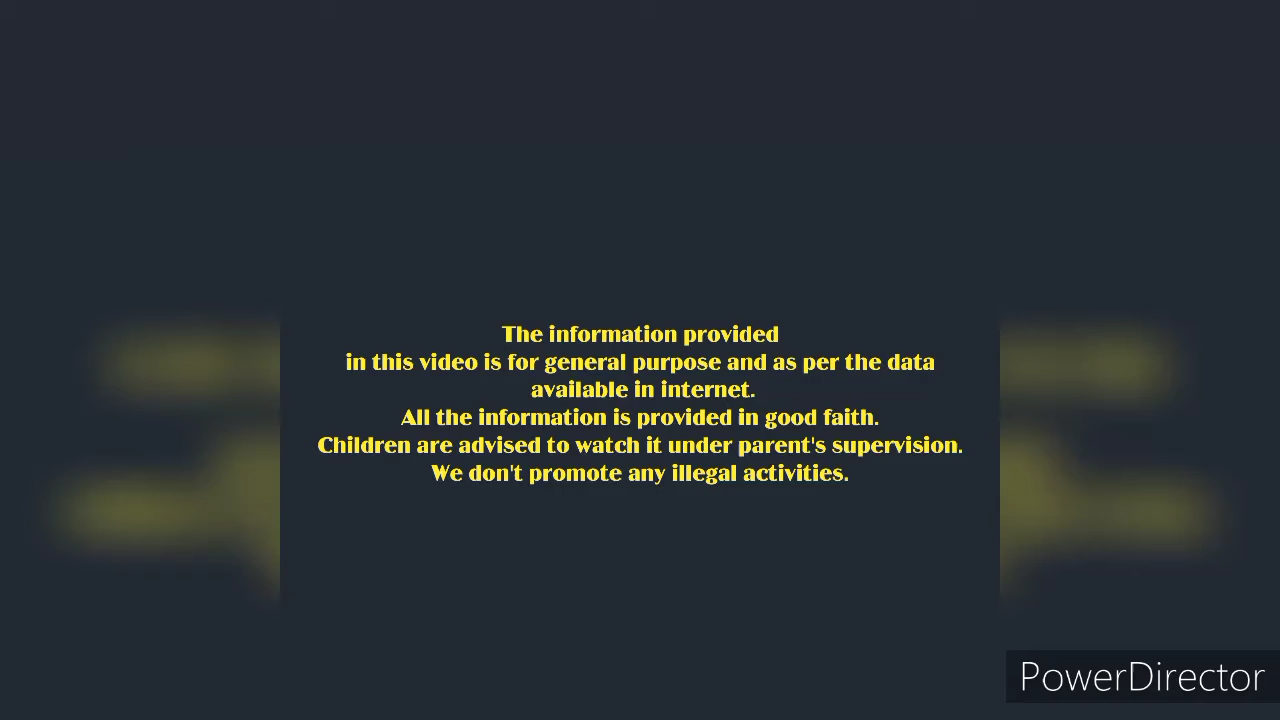 The information provided
in this video is for general purpose and as per the data
available in internet.
All the information is provided in good faith.
Children are advised to watch it under parent's supervision.
We don't promote any illegal activities.
PowerDirector